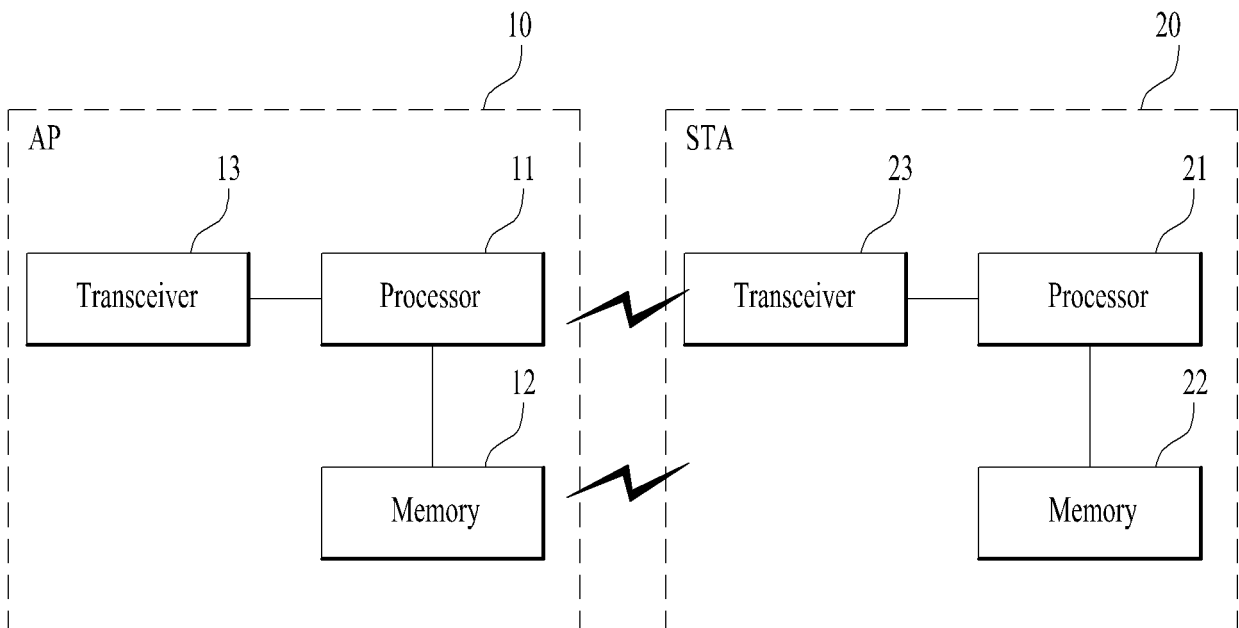 10
20
AP
STA
13
11
23
21
Transceiver
Processor
Transceiver
Processor
12
22
Memory
Memory